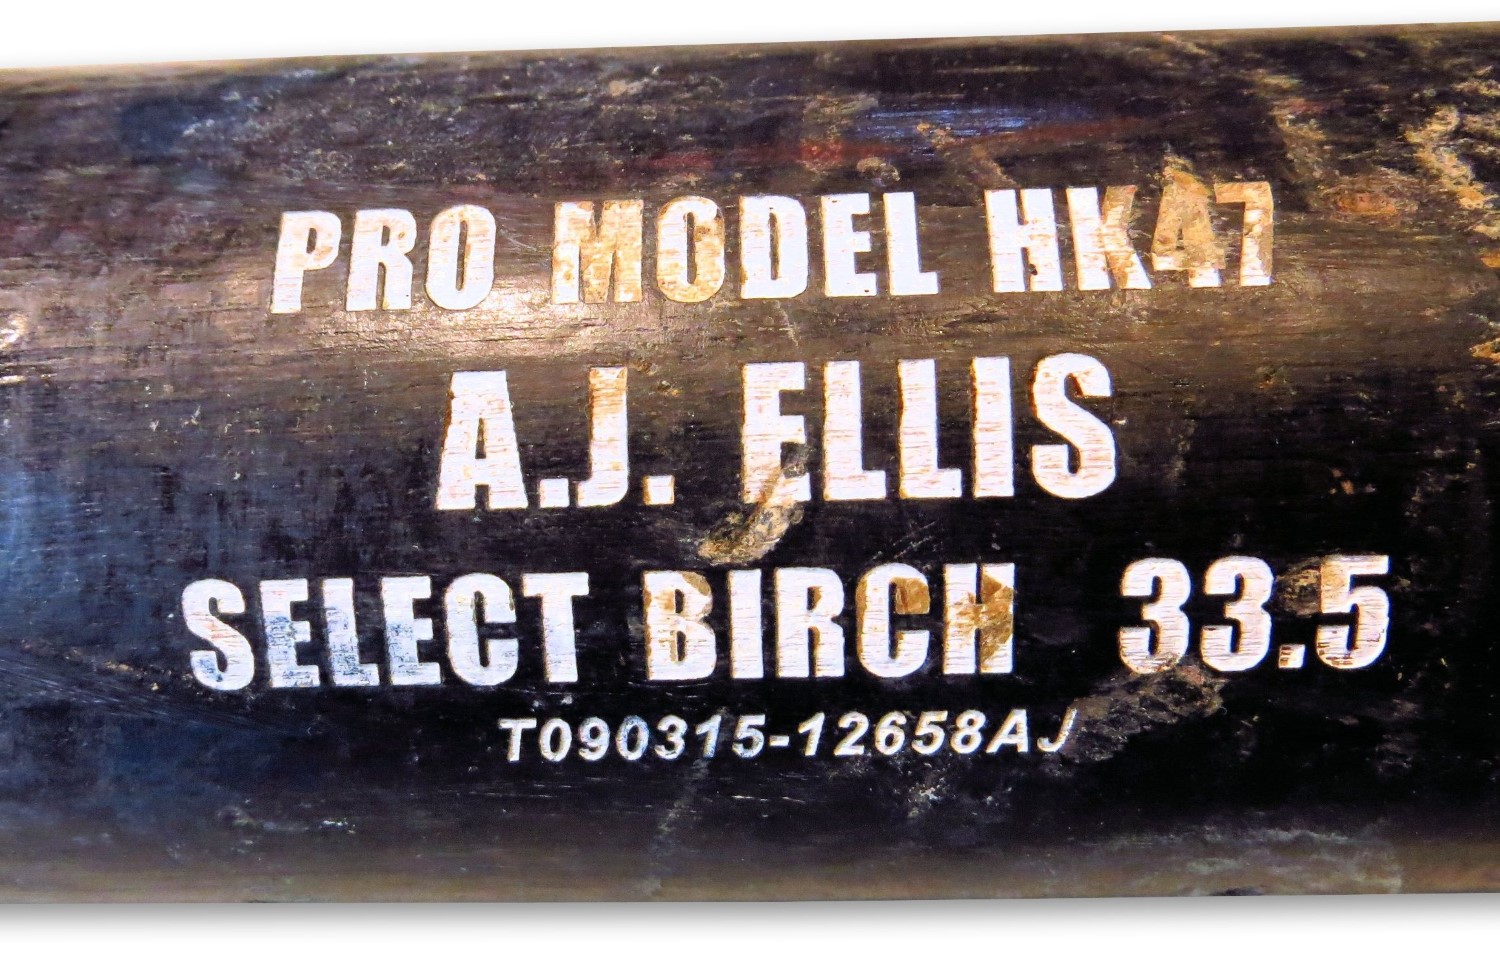 PRO MODEL HK47
A.J. ELLIS
SELECT BIRCH 33.5
T090315-12658AJ